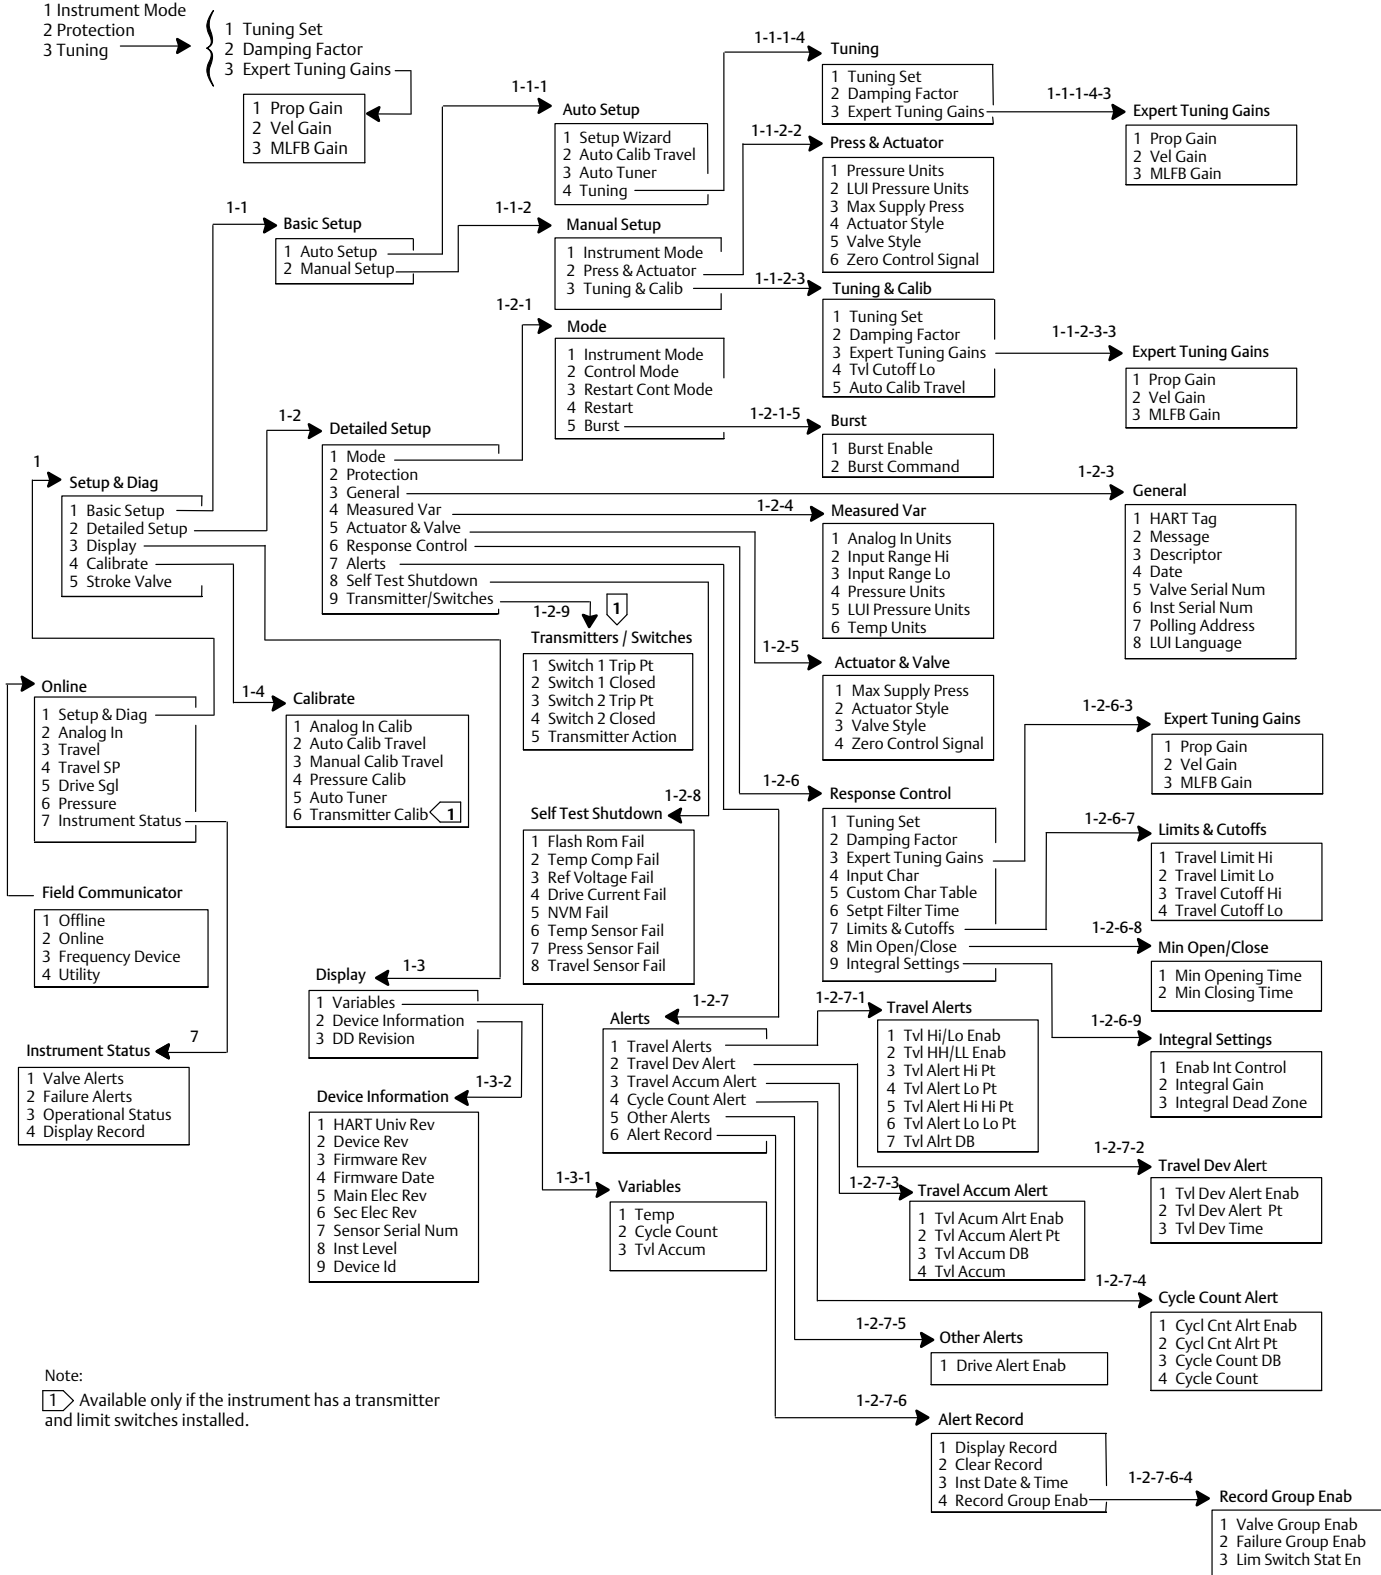 1 Instrument Mode
2 Protection
3 Tuning
1 Tuning Set
2 Damping Factor
3 Expert Tuning Gains
1 Prop Gain
2 Vel Gain
3 MLFB Gain
1-1-1
Auto Setup
1 Setup Wizard
2 Auto Calib Travel
3 Auto Tuner
4 Tuning
1-1-1-4
Tuning
1 Tuning Set
2 Damping Factor
3 Expert Tuning Gains
1-1-1-4-3
Expert Tuning Gains
1 Prop Gain
2 Vel Gain
3 MLFB Gain
1-1-2-2
Press & Actuator
1 Pressure Units
2 LUI Pressure Units
3 Max Supply Press
4 Actuator Style
5 Valve Style
6 Zero Control Signal
1-1
Basic Setup
1 Auto Setup
2 Manual Setup
1-1-2
Manual Setup
1 Instrument Mode
2 Press & Actuator
3 Tuning & Calib
1-1-2-3
Tuning & Calib
1 Tuning Set
2 Damping Factor
3 Expert Tuning Gains
4 Tvl Cutoff Lo
5 Auto Calib Travel
1-1-2-3-3
Expert Tuning Gains
1 Prop Gain
2 Vel Gain
3 MLFB Gain
1-2-1
Mode
1 Instrument Mode
2 Control Mode
3 Restart Cont Mode
4 Restart
5 Burst
1-2-1-5
Burst
1 Burst Enable
2 Burst Command
1-2
Detailed Setup
1 Mode
2 Protection
3 General
4 Measured Var
5 Actuator & Valve
6 Response Control
7 Alerts
8 Self Test Shutdown
9 Transmitter/Switches
1
Setup & Diag
1 Basic Setup
2 Detailed Setup
3 Display
4 Calibrate
5 Stroke Valve
1-2-3
General
1 HART Tag
2 Message
3 Descriptor
4 Date
5 Valve Serial Num
6 Inst Serial Num
7 Polling Address
8 LUI Language
1-2-4
Measured Var
1 Analog In Units
2 Input Range Hi
3 Input Range Lo
4 Pressure Units
5 LUI Pressure Units
6 Temp Units
1-2-9
1
Transmitters / Switches
1 Switch 1 Trip Pt
2 Switch 1 Closed
3 Switch 2 Trip Pt
4 Switch 2 Closed
5 Transmitter Action
1-2-5
Actuator & Valve
1 Max Supply Press
2 Actuator Style
3 Valve Style
4 Zero Control Signal
Online
1 Setup & Diag
2 Analog In
3 Travel
4 Travel SP
5 Drive Sgl
6 Pressure
7 Instrument Status
1-4
Calibrate
1 Analog In Calib
2 Auto Calib Travel
3 Manual Calib Travel
4 Pressure Calib
5 Auto Tuner
6 Transmitter Calib 1
1-2-6
Response Control
1 Tuning Set
2 Damping Factor
3 Expert Tuning Gains
4 Input Char
5 Custom Char Table
6 Setpt Filter Time
7 Limits & Cutoffs
8 Min Open/Close
9 Integral Settings
1-2-6-3
Expert Tuning Gains
1 Prop Gain
2 Vel Gain
3 MLFB Gain
1-2-6-7
Limits & Cutoffs
1 Travel Limit Hi
2 Travel Limit Lo
3 Travel Cutoff Hi
4 Travel Cutoff Lo
1-2-6-8
Min Open/Close
1 Min Opening Time
2 Min Closing Time
1-2-6-9
Integral Settings
1 Enab Int Control
2 Integral Gain
3 Integral Dead Zone
1-2-8
Self Test Shutdown
1 Flash Rom Fail
2 Temp Comp Fail
3 Ref Voltage Fail
4 Drive Current Fail
5 NVM Fail
6 Temp Sensor Fail
7 Press Sensor Fail
8 Travel Sensor Fail
Field Communicator
1 Offline
2 Online
3 Frequency Device
4 Utility
1-3
Display
1 Variables
2 Device Information
3 DD Revision
7
Instrument Status
1 Valve Alerts
2 Failure Alerts
3 Operational Status
4 Display Record
1-3-2
Device Information
1 HART Univ Rev
2 Device Rev
3 Firmware Rev
4 Firmware Date
5 Main Elec Rev
6 Sec Elec Rev
7 Sensor Serial Num
8 Inst Level
9 Device Id
1-3-1
Variables
1 Temp
2 Cycle Count
3 Tvl Accum
1-2-7
Alerts
1 Travel Alerts
2 Travel Dev Alert
3 Travel Accum Alert
4 Cycle Count Alert
5 Other Alerts
6 Alert Record
1-2-7-1
Travel Alerts
1 Tvl Hi/Lo Enab
2 Tvl HH/LL Enab
3 Tvl Alert Hi Pt
4 Tvl Alert Lo Pt
5 Tvl Alert Hi Hi Pt
6 Tvl Alert Lo Lo Pt
7 Tvl Alrt DB
1-2-7-2
Travel Dev Alert
1 Tvl Dev Alert Enab
2 Tvl Dev Alert Pt
3 Tvl Dev Time
1-2-7-3
Travel Accum Alert
1 Tvl Acum Alrt Enab
2 Tvl Accum Alert Pt
3 Tvl Accum DB
4 Tvl Accum
1-2-7-4
Cycle Count Alert
1 Cycl Cnt Alrt Enab
2 Cycl Cnt Alrt Pt
3 Cycle Count DB
4 Cycle Count
1-2-7-5
Other Alerts
1 Drive Alert Enab
1-2-7-6
Alert Record
1 Display Record
2 Clear Record
3 Inst Date & Time
4 Record Group Enab
1-2-7-6-4
Record Group Enab
1 Valve Group Enab
2 Failure Group Enab
3 Lim Switch Stat En
Note:
1 Available only if the instrument has a transmitter
and limit switches installed.